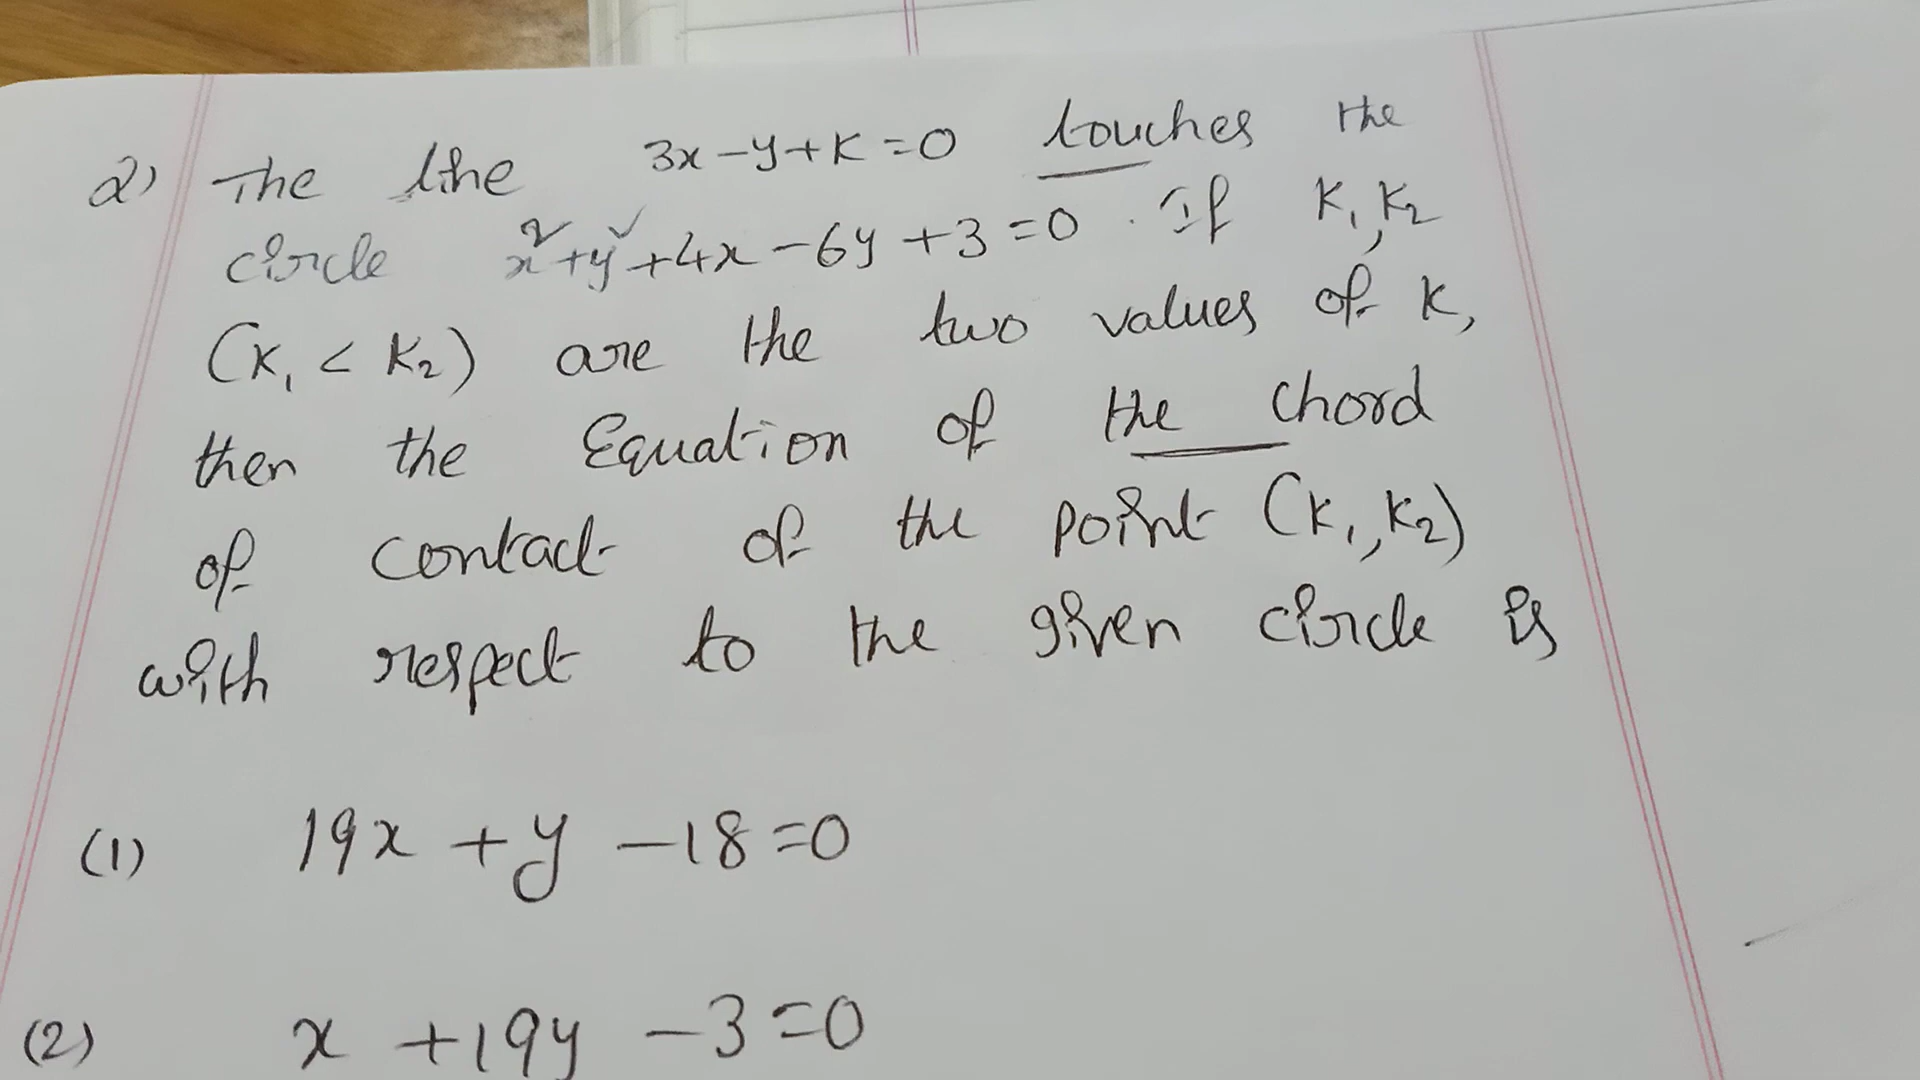 2) The line 3x-y+K=0 touches the
circle x²+y²+4x-6y+3=0. If K₁,K₂
(K₁ < K₂) are the two values of K,
then the Equation of the chord
of contact of the point (K₁,K₂)
with respect to the given circle is
(1) 19x+y-18=0
(2) x+19y-3=0